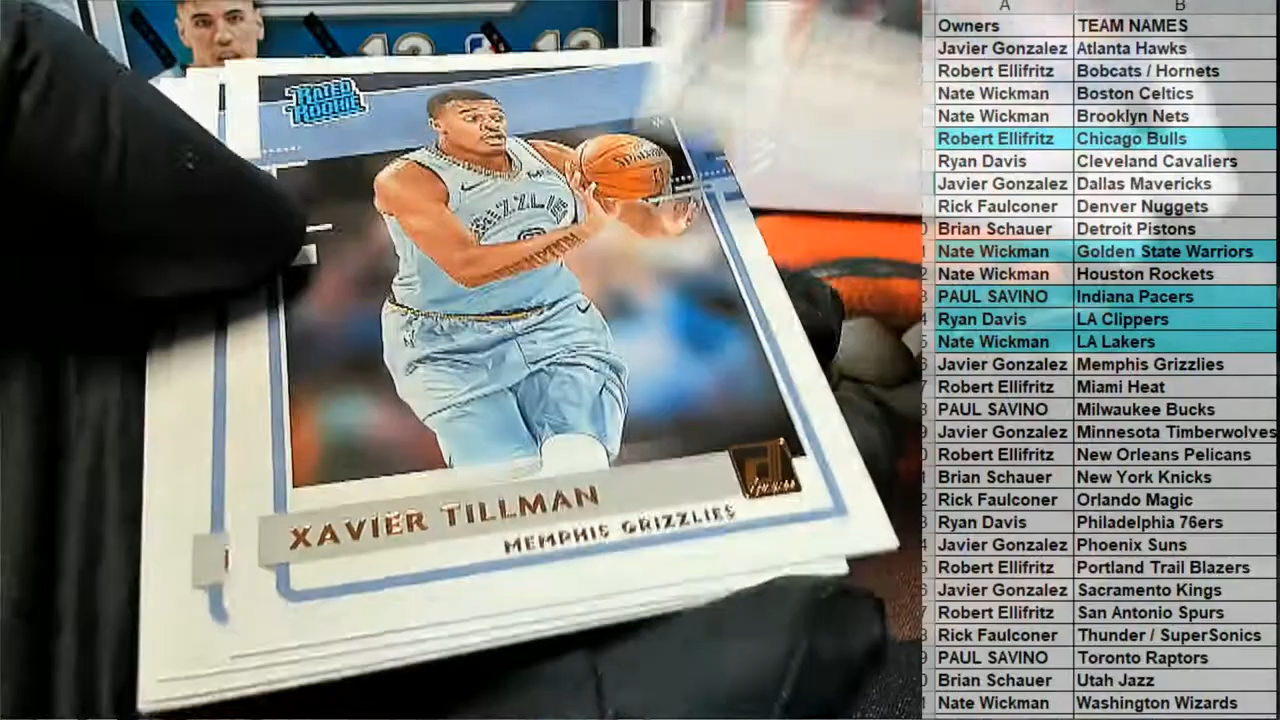 12
12
RATED
ROOKIE
SPALDING
GRIZZLIES
XAVIER TILLMAN
MEMPHIS GRIZZLIES
A B
Owners TEAM NAMES
Javier Gonzalez Atlanta Hawks
Robert Ellifritz Bobcats / Hornets
Nate Wickman Boston Celtics
Nate Wickman Brooklyn Nets
Robert Ellifritz Chicago Bulls
Ryan Davis Cleveland Cavaliers
Javier Gonzalez Dallas Mavericks
Rick Faulconer Denver Nuggets
Brian Schauer Detroit Pistons
Nate Wickman Golden State Warriors
Nate Wickman Houston Rockets
PAUL SAVINO Indiana Pacers
Ryan Davis LA Clippers
Nate Wickman LA Lakers
Javier Gonzalez Memphis Grizzlies
Robert Ellifritz Miami Heat
PAUL SAVINO Milwaukee Bucks
Javier Gonzalez Minnesota Timberwolves
Robert Ellifritz New Orleans Pelicans
Brian Schauer New York Knicks
Rick Faulconer Orlando Magic
Ryan Davis Philadelphia 76ers
Javier Gonzalez Phoenix Suns
Robert Ellifritz Portland Trail Blazers
Javier Gonzalez Sacramento Kings
Robert Ellifritz San Antonio Spurs
Rick Faulconer Thunder / SuperSonics
PAUL SAVINO Toronto Raptors
Brian Schauer Utah Jazz
Nate Wickman Washington Wizards